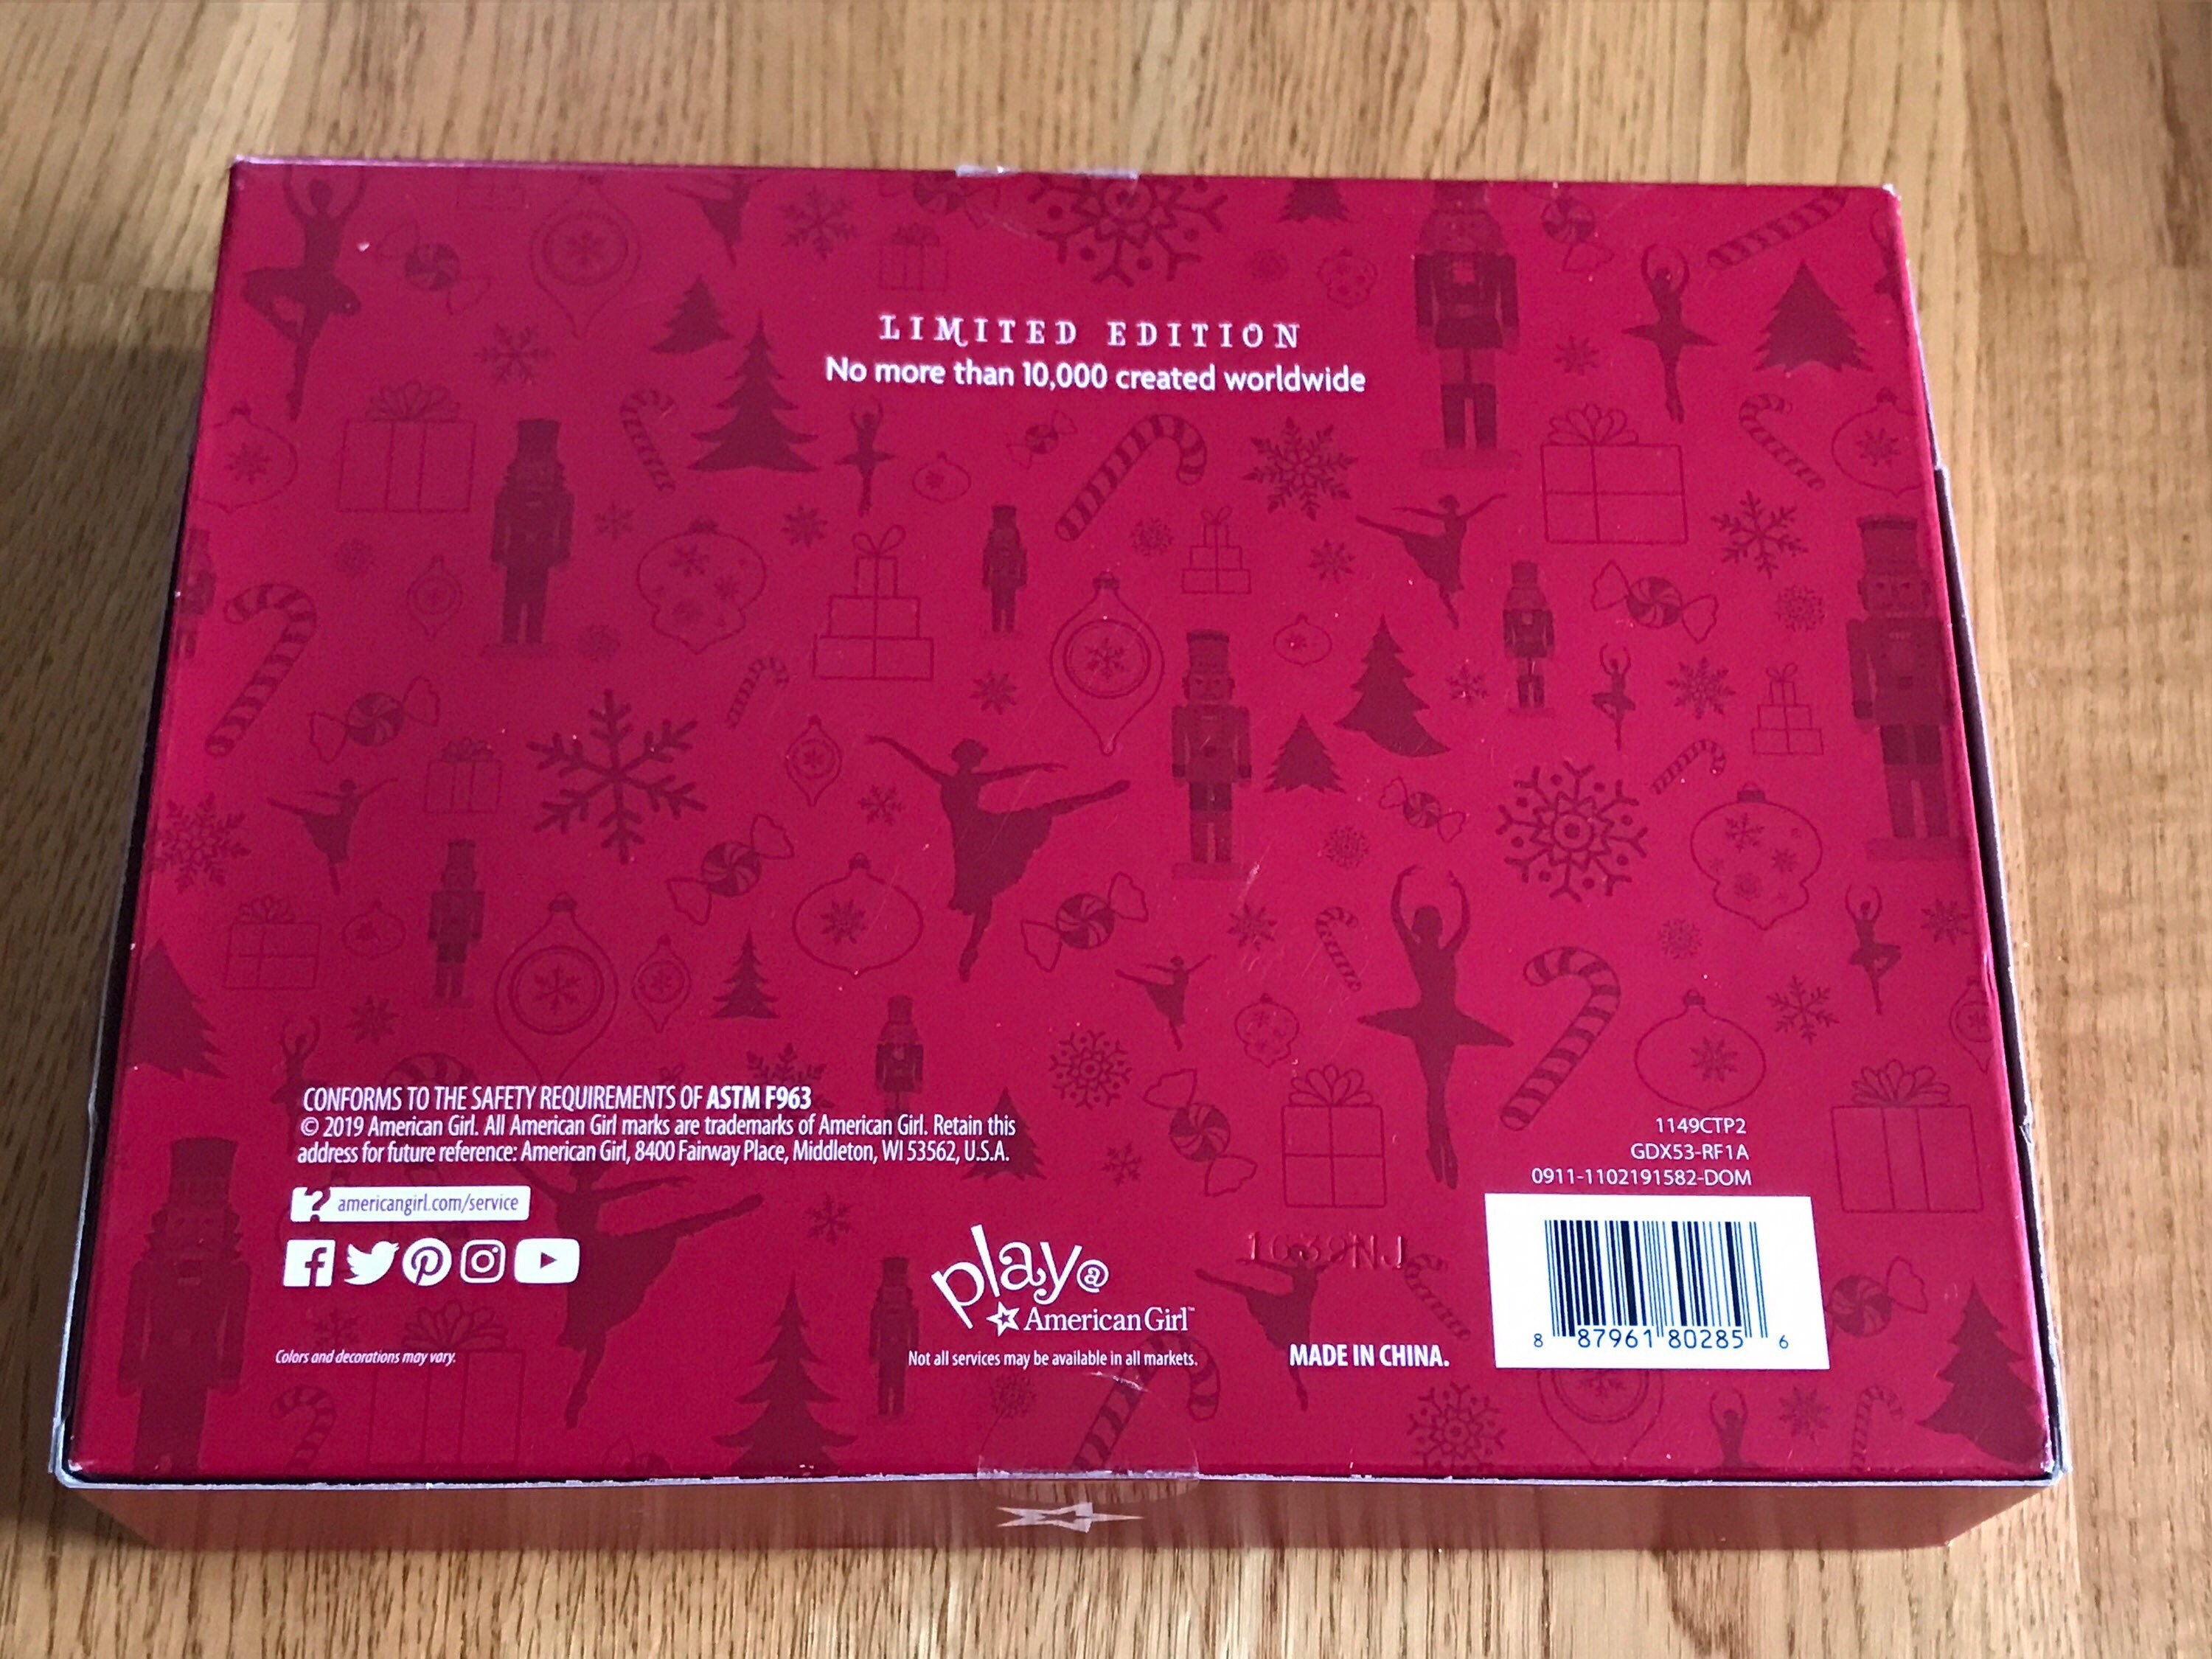 LIMITED EDITION
No more than 10,000 created worldwide
CONFORMS TO THE SAFETY REQUIREMENTS OF ASTM F963
© 2019 American Girl. All American Girl marks are trademarks of American Girl. Retain this
address for future reference: American Girl, 8400 Fairway Place, Middleton, WI 53562, U.S.A.
? americangirl.com/service
Colors and decorations may vary.
play@
American Girl™
Not all services may be available in all markets.
1639NJ
MADE IN CHINA.
1149CTP2
GDX53-RF1A
0911-1102191582-DOM
8 87961 80285 6